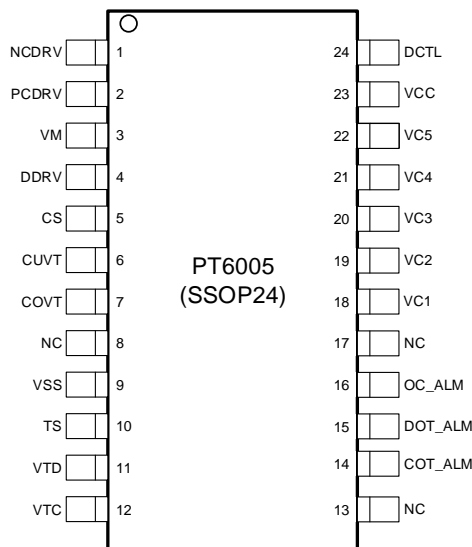 NCDRV 1 24 DCTL
PCDRV 2 23 VCC
VM 3 22 VC5
DDRV 4 21 VC4
CS 5 20 VC3
CUVT 6 19 VC2
PT6005
(SSOP24)
COVT 7 18 VC1
NC 8 17 NC
VSS 9 16 OC_ALM
TS 10 15 DOT_ALM
VTD 11 14 COT_ALM
VTC 12 13 NC